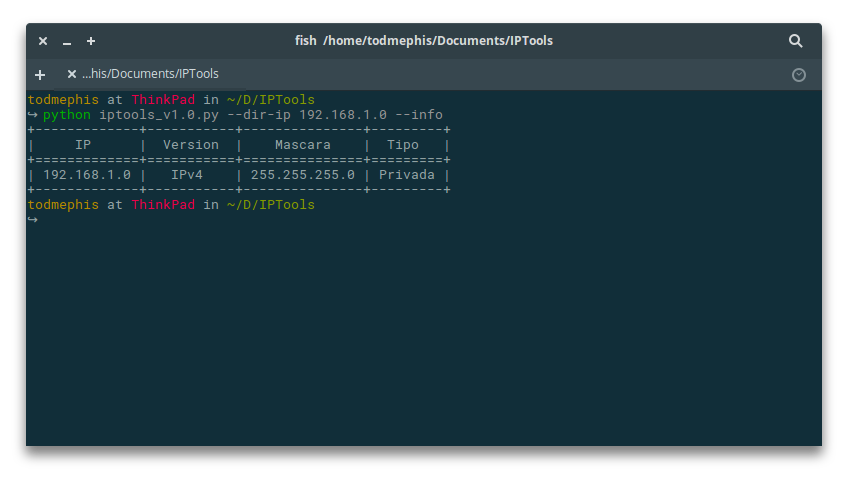 fish /home/todmephis/Documents/IPTools
...his/Documents/IPTools
todmephis at ThinkPad in ~/D/IPTools
↪ python iptools_v1.0.py --dir-ip 192.168.1.0 --info
+-------------+-----------+---------------+---------+
|     IP      |  Version  |    Mascara    |  Tipo   |
+=============+===========+===============+=========+
| 192.168.1.0 |   IPv4    | 255.255.255.0 | Privada |
+-------------+-----------+---------------+---------+
todmephis at ThinkPad in ~/D/IPTools
↪